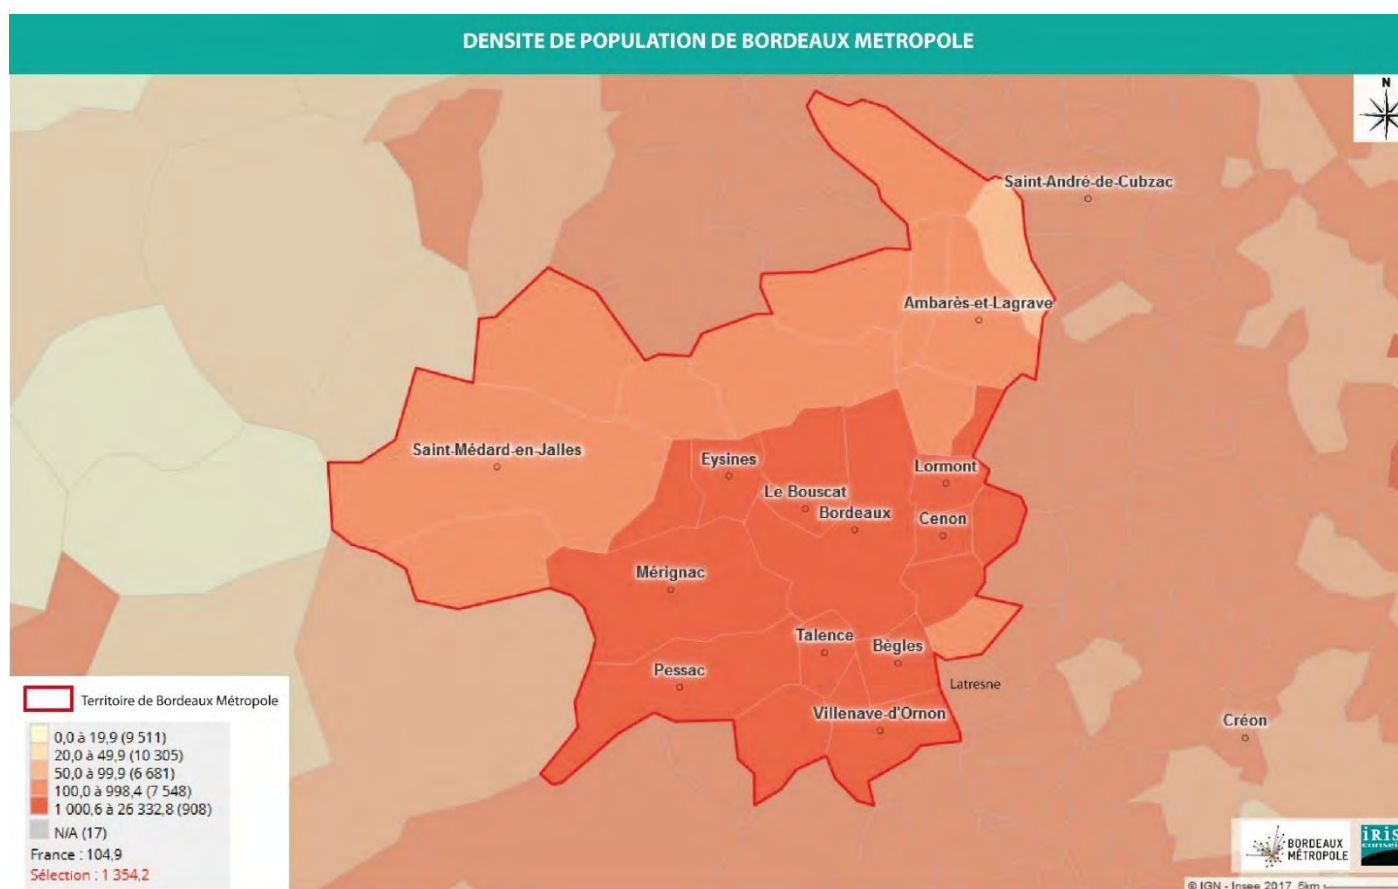 DENSITE DE POPULATION DE BORDEAUX METROPOLE
N
Saint-André-de-Cubzac
Ambarès-et-Lagrave
Saint-Médard-en-Jalles
Eysines
Lormont
Le Bouscat
Bordeaux
Cenon
Mérignac
Talence
Bègles
Pessac
Latresne
Villenave-d'Ornon
Créon
Territoire de Bordeaux Métropole
0,0 à 19,9 (9 511)
20,0 à 49,9 (10 305)
50,0 à 99,9 (6 681)
100,0 à 998,4 (7 548)
1 000,6 à 26 332,8 (908)
N/A (17)
France : 104,9
Sélection : 1 354,2
BORDEAUX
MÉTROPOLE
iRiS
conseil
© IGN - Insee 2017 5km